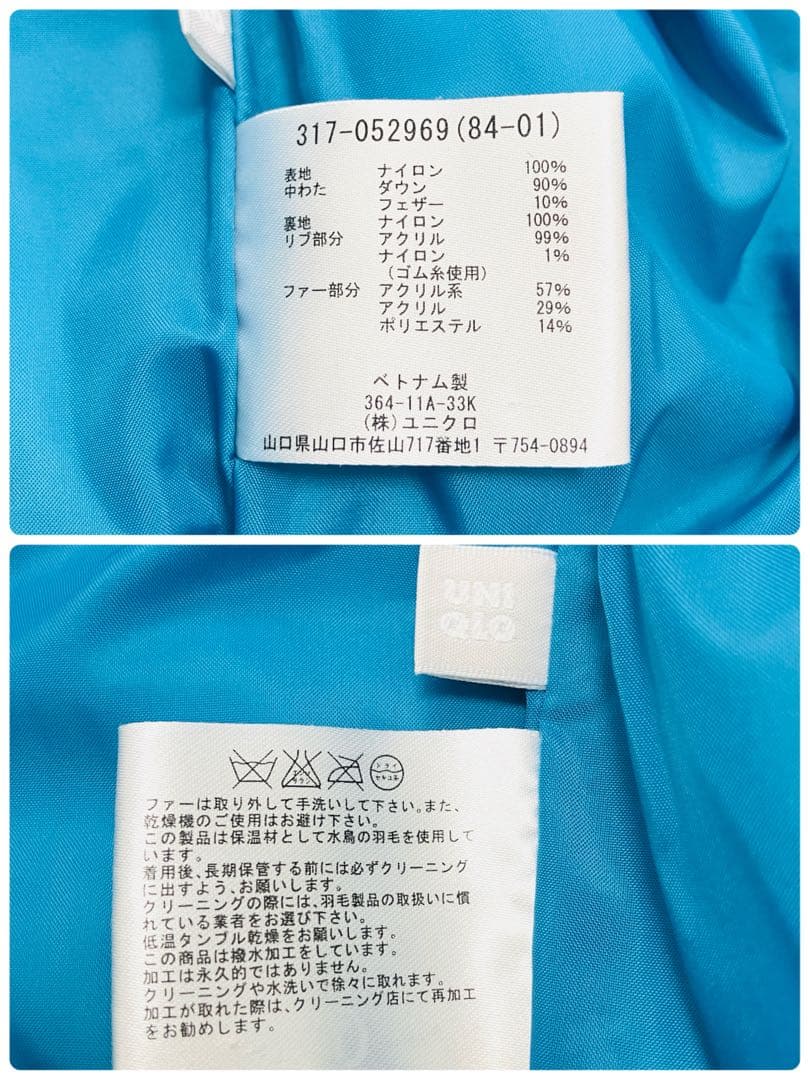 317-052969(84-01)
表地 ナイロン 100%
中わた ダウン 90%
フェザー 10%
裏地 ナイロン 100%
リブ部分 アクリル 99%
ナイロン 1%
(ゴム糸使用)
ファー部分 アクリル系 57%
アクリル 29%
ポリエステル 14%
ベトナム製
364-11A-33K
(株)ユニクロ
山口県山口市佐山717番地1 〒754-0894
UNI
QLO
エンソ サラシ
ドライ
セキユ系
ファーは取り外して手洗いして下さい。また、
乾燥機のご使用はお避け下さい。
この製品は保温材として水鳥の羽毛を使用して
います。
着用後、長期保管する前には必ずクリーニング
に出すよう、お願いします。
クリーニングの際には、羽毛製品の取扱いに慣
れている業者をお選び下さい。
低温タンブル乾燥をお願いします。
この商品は撥水加工をしています。
加工は永久的ではありません。
クリーニングや水洗いで徐々に取れます。
加工が取れた際は、クリーニング店にて再加工
をお勧めします。